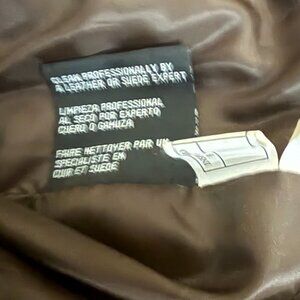 CLEAN PROFESSIONALLY BY
A LEATHER OR SUEDE EXPERT
LIMPIEZA PROFESSIONAL
AL SECO POR EXPERTO
CUERO O GAMUZA
FAIRE NETTOYER PAR UN
SPECIALISTE EN
CUIR ET SUEDE